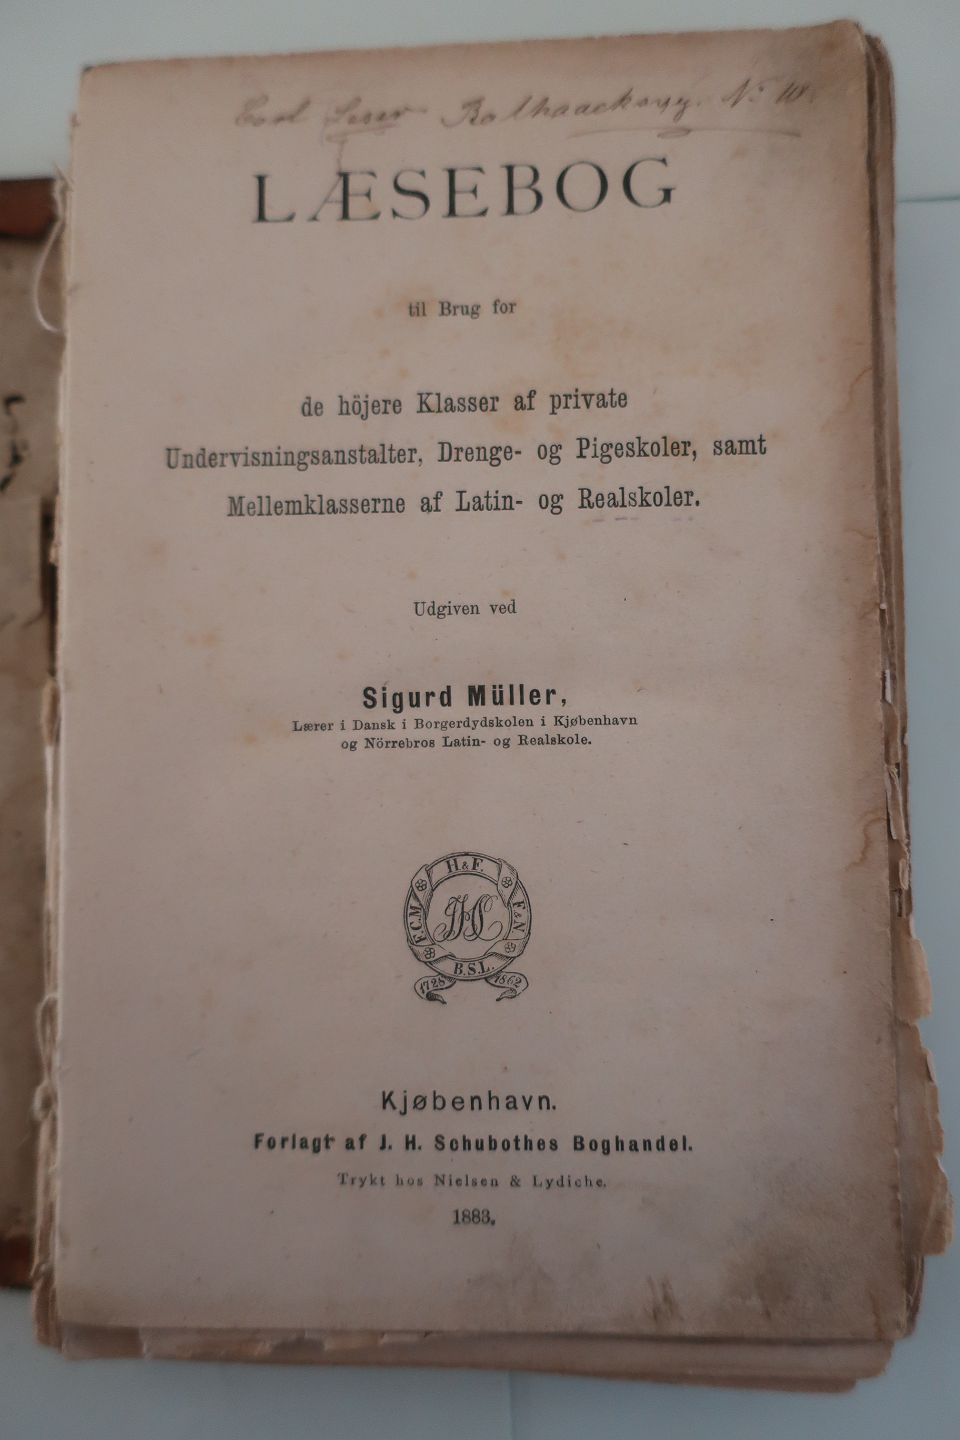 Carl
LÆSEBOG
til Brug for
de höjere Klasser af private
Undervisningsanstalter, Drenge- og Pigeskoler, samt
Mellemklasserne af Latin- og Realskoler.
Udgiven ved
Sigurd Müller,
Lærer i Dansk i Borgerdydskolen i Kjøbenhavn
og Nörrebros Latin- og Realskole.
H & F.
F.C.M. F & N
B.S.L.
1728 1862
Kjøbenhavn.
Forlagt af J. H. Schubothes Boghandel.
Trykt hos Nielsen & Lydiche.
1883.